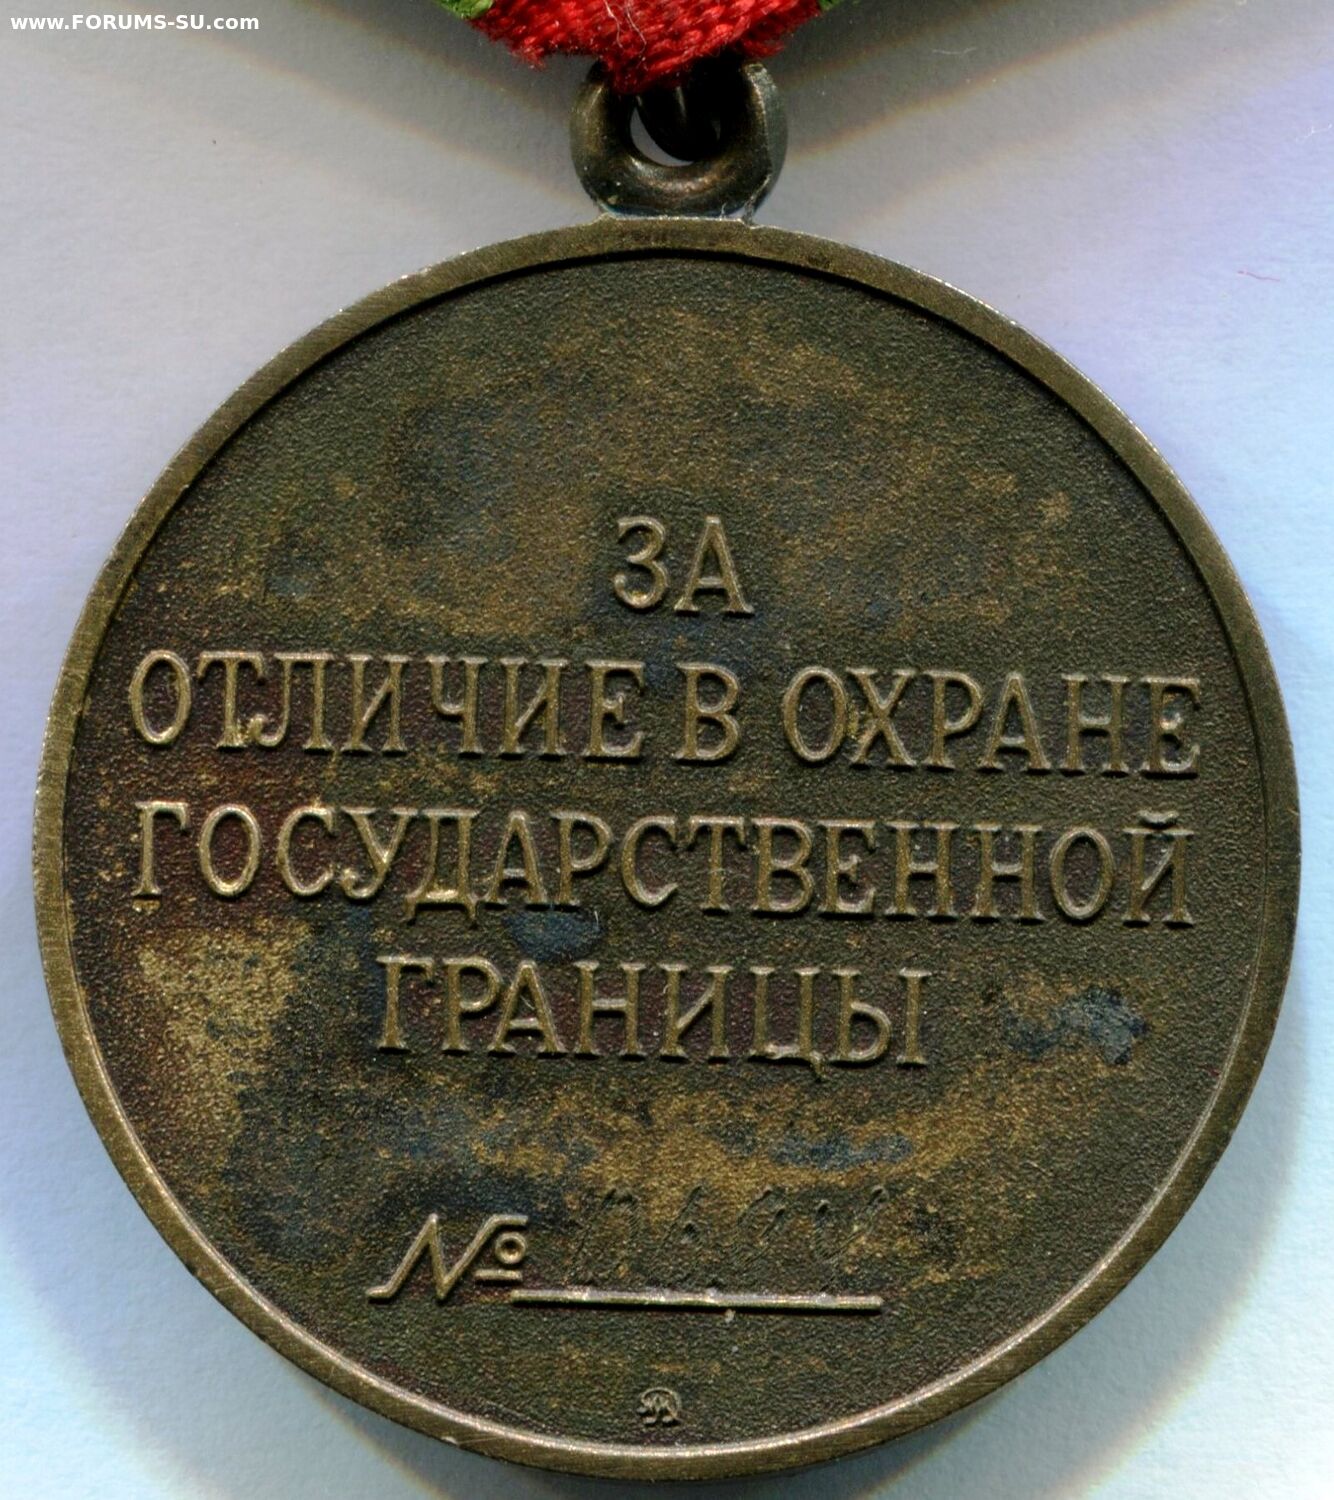 www.FORUMS-SU.com
ЗА
ОТЛИЧИЕ В ОХРАНЕ
ГОСУДАРСТВЕННОЙ
ГРАНИЦЫ
№